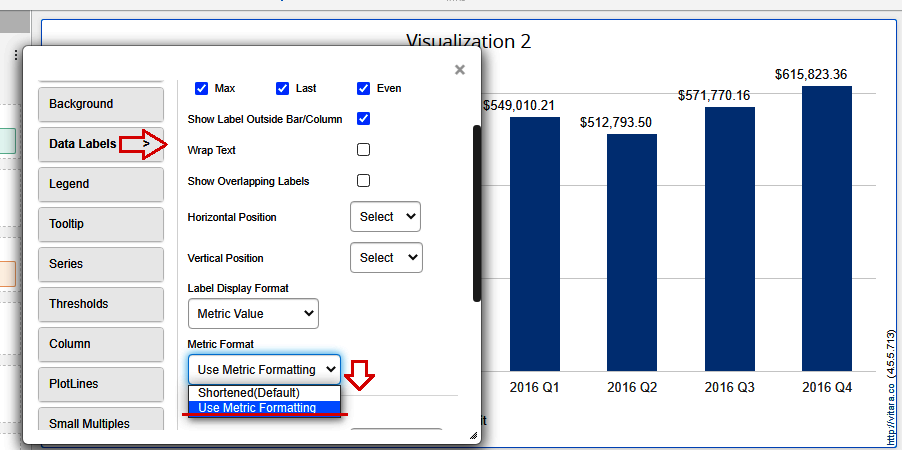 Visualization 2
×
Max
Last
Even
Background
Show Label Outside Bar/Column
Data Labels >
Wrap Text
Legend
Show Overlapping Labels
Tooltip
Horizontal Position
Select
Series
Vertical Position
Select
Thresholds
Label Display Format
Metric Value
Column
Metric Format
Use Metric Formatting
PlotLines
Shortened(Default)
Use Metric Formatting
Small Multiples
$549,010.21
$512,793.50
$571,770.16
$615,823.36
2016 Q1
2016 Q2
2016 Q3
2016 Q4
http://vitara.co (4.5.5.713)